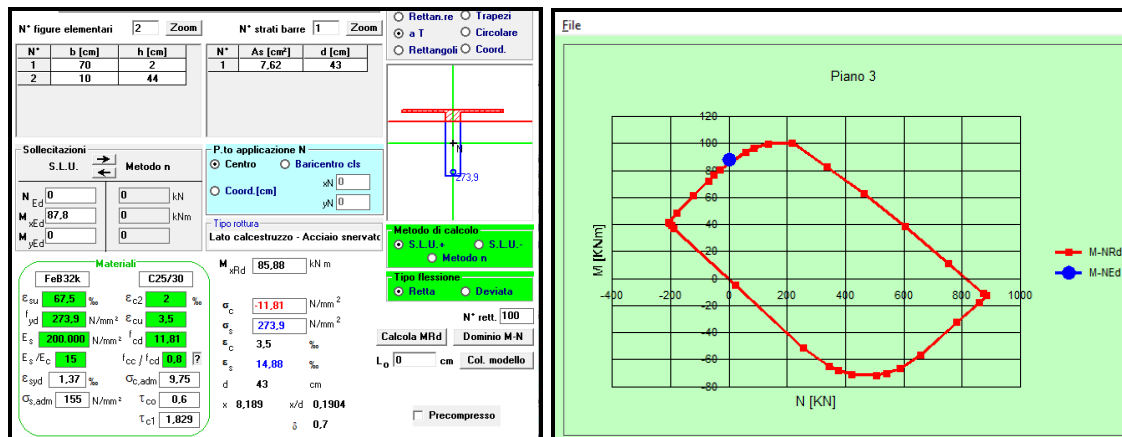 N° figure elementari 2 Zoom N° strati barre 1 Zoom
N° b [cm] h [cm]
1 70 2
2 10 44
N° As [cm²] d [cm]
1 7,62 43
Rettan.re Trapezi
a T Circolare
Rettangoli Coord.
N
273,9
Sollecitazioni
S.L.U. Metodo n
N Ed 0 0 kN
M xEd 87,8 0 kNm
M yEd 0 0
P.to applicazione N
Centro Baricentro cls
Coord.[cm] xN 0
yN 0
Tipo rottura
Lato calcestruzzo - Acciaio snervato
Metodo di calcolo
S.L.U.+ S.L.U.-
Metodo n
Tipo flessione
Retta Deviata
N° rett. 100
Calcola MRd Dominio M-N
L o 0 cm Col. modello
Precompresso
Materiali
FeB32k C25/30
ε su 67,5 ‰ ε c2 2 ‰
f yd 273,9 N/mm² ε cu 3,5
E s 200.000 N/mm² f cd 11,81
E s /E c 15 f cc / f cd 0,8 ?
ε syd 1,37 ‰ σ c,adm 9,75
σ s,adm 155 N/mm² τ co 0,6
τ c1 1,829
M xRd 85,88 kN m
σ c -11,81 N/mm²
σ s 273,9 N/mm²
ε c 3,5 ‰
ε s 14,88 ‰
d 43 cm
x 8,189 x/d 0,1904
δ 0,7
File
Piano 3
M [KNm]
120
100
80
60
40
20
0
-20
-40
-60
-80
-400 -200 0 200 400 600 800 1000
N [KN]
M-NRd
M-NEd